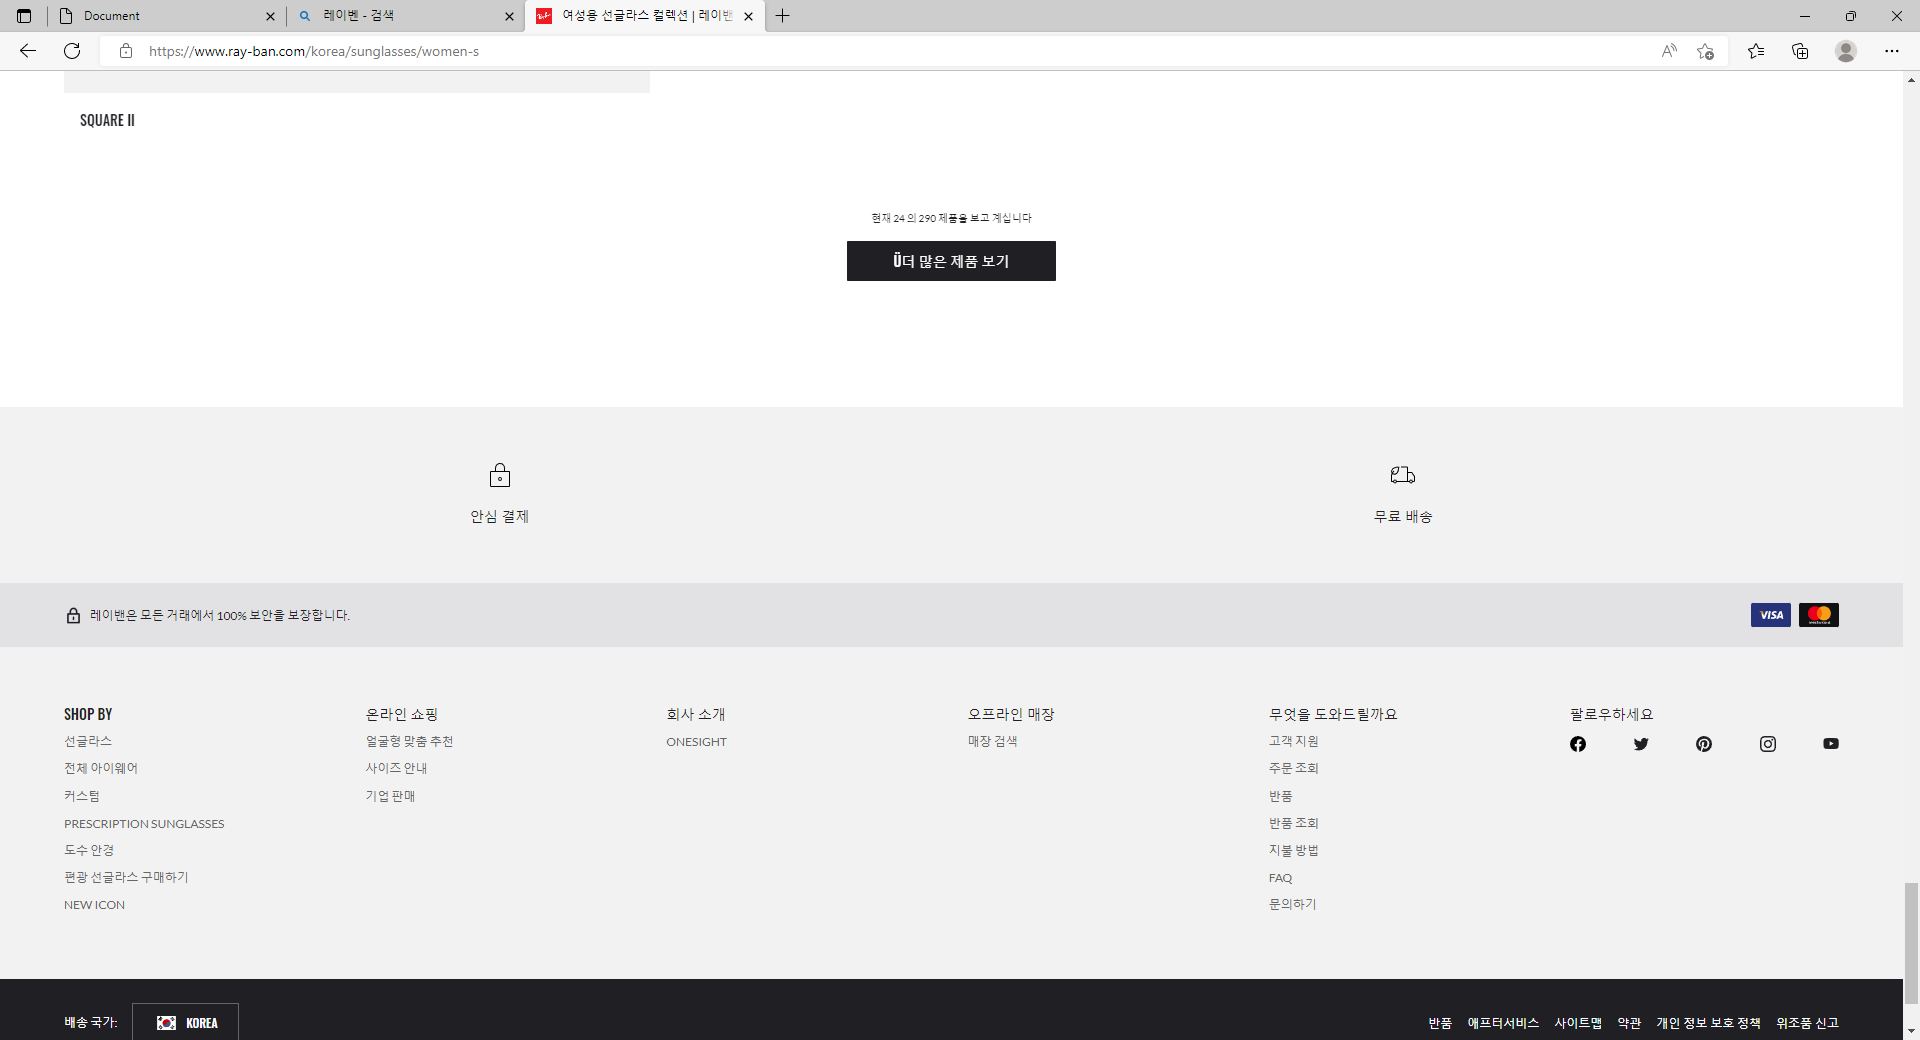 Document
레이벤 - 검색
여성용 선글라스 컬렉션 | 레이밴
https://www.ray-ban.com/korea/sunglasses/women-s
SQUARE II
현재 24 의 290 제품을 보고 계십니다
Ü더 많은 제품 보기
안심 결제
무료 배송
레이밴은 모든 거래에서 100% 보안을 보장합니다.
VISA
SHOP BY
선글라스
전체 아이웨어
커스텀
PRESCRIPTION SUNGLASSES
도수 안경
편광 선글라스 구매하기
NEW ICON
온라인 쇼핑
얼굴형 맞춤 추천
사이즈 안내
기업 판매
회사 소개
ONESIGHT
오프라인 매장
매장 검색
무엇을 도와드릴까요
고객 지원
주문 조회
반품
반품 조회
지불 방법
FAQ
문의하기
팔로우하세요
배송 국가:
KOREA
반품 애프터서비스 사이트맵 약관 개인 정보 보호 정책 위조품 신고